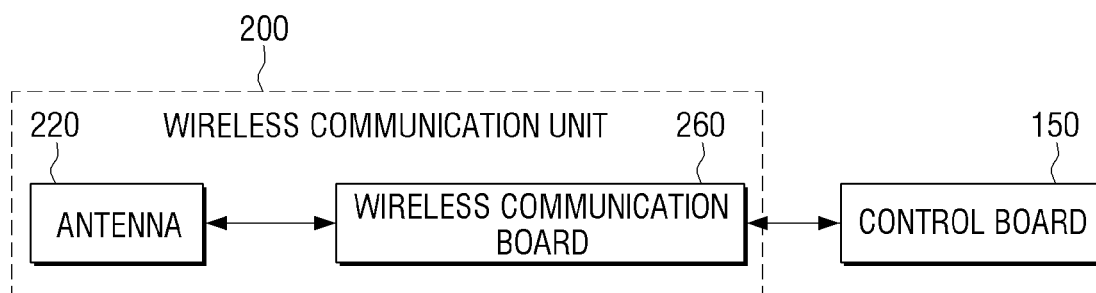 200
220 WIRELESS COMMUNICATION UNIT 260 150
ANTENNA
WIRELESS COMMUNICATION
BOARD
CONTROL BOARD